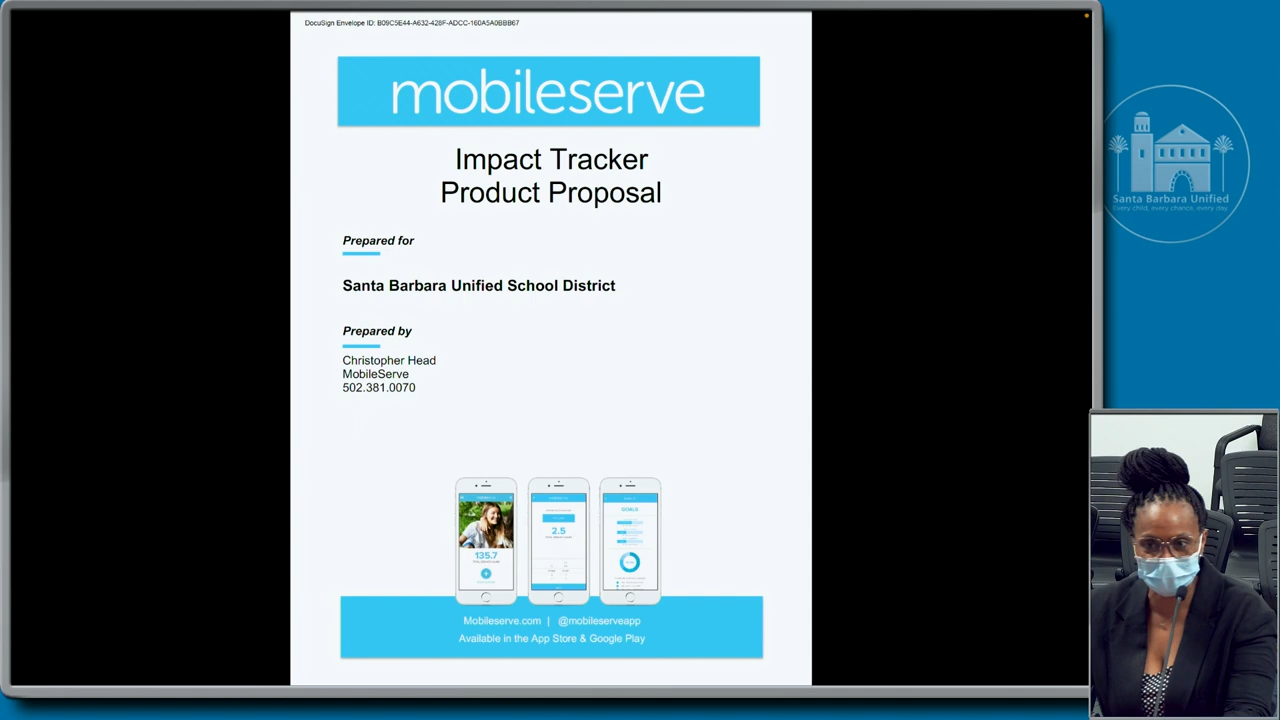 DocuSign Envelope ID: B09C5E44-A632-428F-ADCC-160A5A0BBB67
mobileserve
Impact Tracker
Product Proposal
Prepared for
Santa Barbara Unified School District
Prepared by
Christopher Head
MobileServe
502.381.0070
135.7
2.5
GOALS
Mobileserve.com | @mobileserveapp
Available in the App Store & Google Play
Santa Barbara Unified
Every child, every chance, every day.